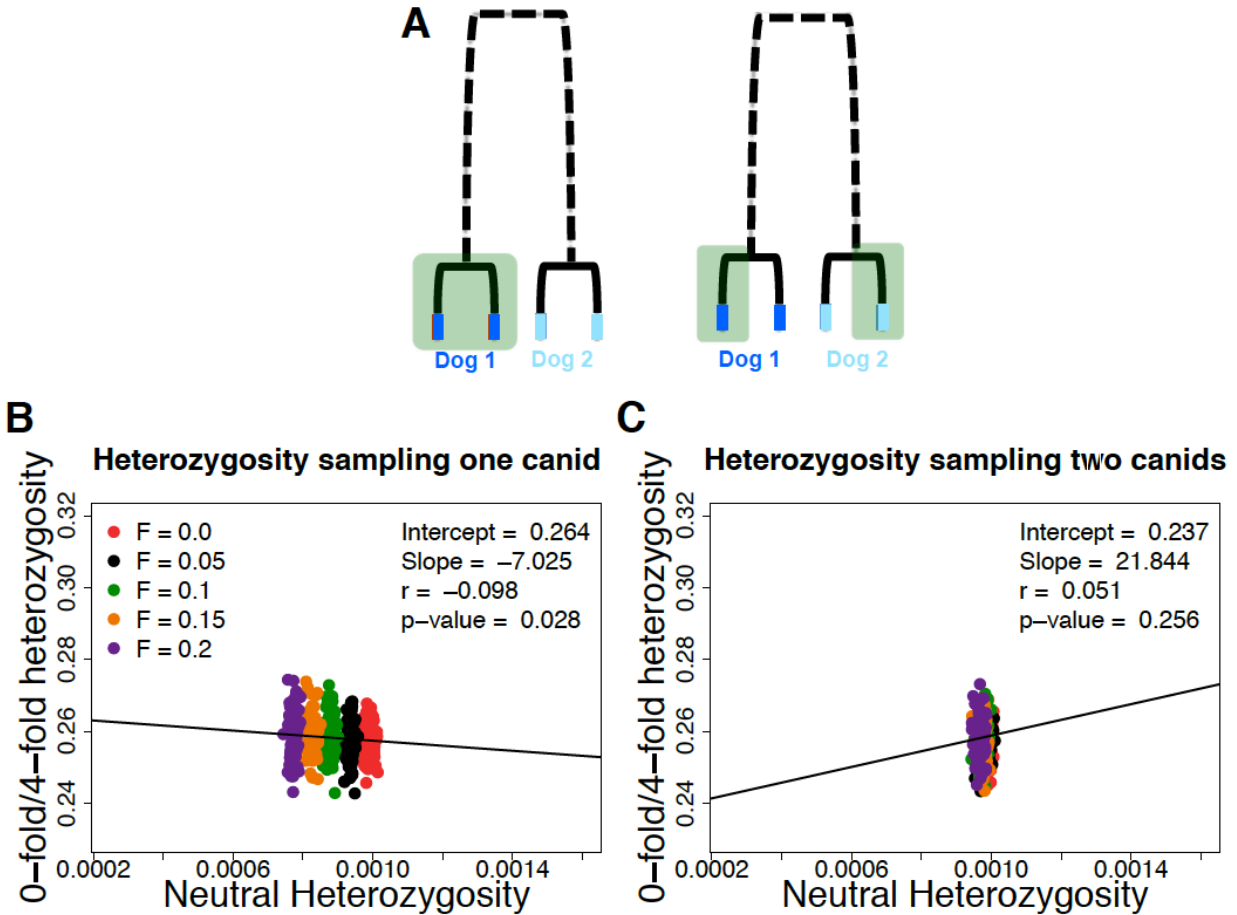 A
Dog 1
Dog 2
Dog 1
Dog 2
B
Heterozygosity sampling one canid
0−fold/4−fold heterozygosity
0.32
0.30
0.28
0.26
0.24
F = 0.0
F = 0.05
F = 0.1
F = 0.15
F = 0.2
Intercept = 0.264
Slope = −7.025
r = −0.098
p−value = 0.028
0.0002
0.0006
0.0010
0.0014
Neutral Heterozygosity
C
Heterozygosity sampling two canids
0−fold/4−fold heterozygosity
0.32
0.30
0.28
0.26
0.24
Intercept = 0.237
Slope = 21.844
r = 0.051
p−value = 0.256
0.0002
0.0006
0.0010
0.0014
Neutral Heterozygosity